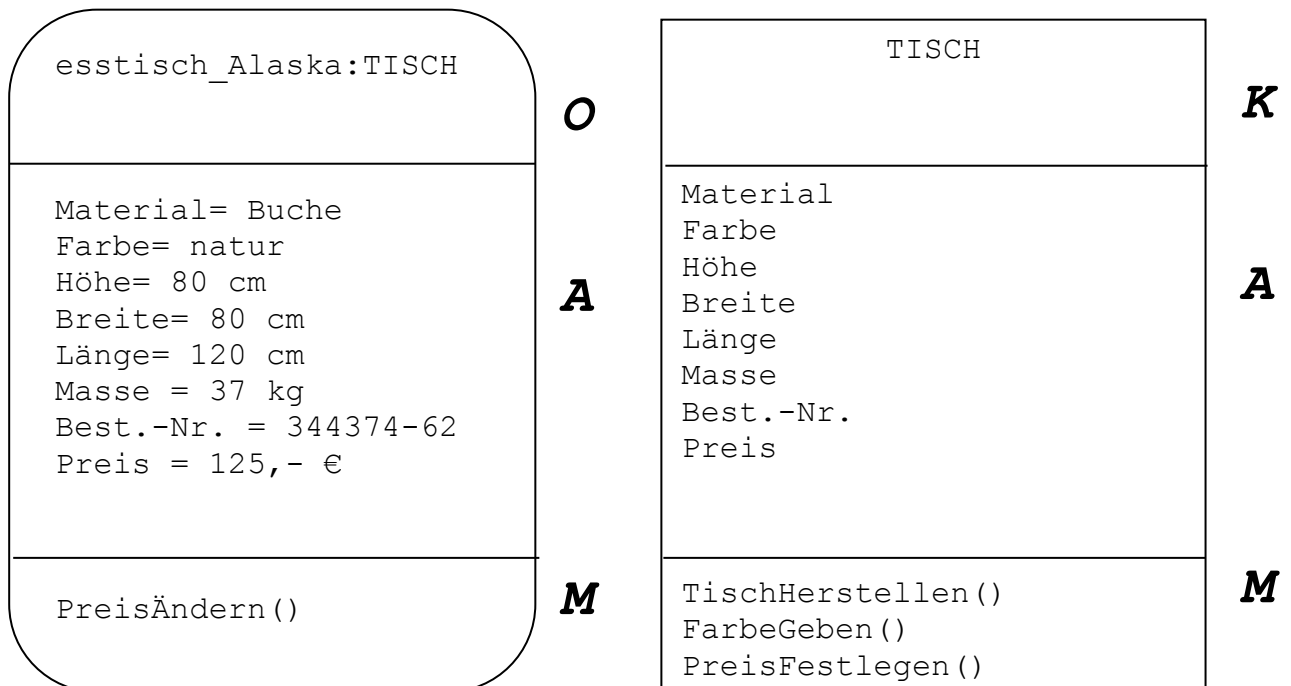 esstisch_Alaska:TISCH
O
Material= Buche
Farbe= natur
Höhe= 80 cm
Breite= 80 cm
Länge= 120 cm
Masse = 37 kg
Best.-Nr. = 344374-62
Preis = 125,- €
A
PreisÄndern()
M
TISCH
K
Material
Farbe
Höhe
Breite
Länge
Masse
Best.-Nr.
Preis
A
TischHerstellen()
FarbeGeben()
PreisFestlegen()
M